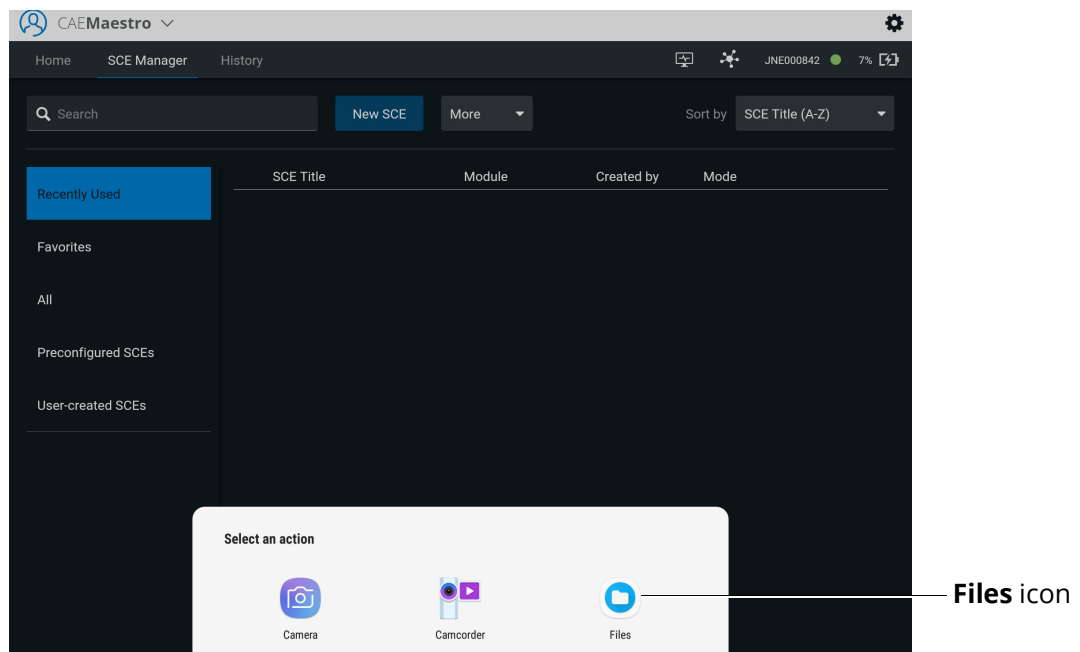 CAEMaestro
Home SCE Manager History JNE000842 7%
Search New SCE More Sort by SCE Title (A-Z)
SCE Title Module Created by Mode
Recently Used
Favorites
All
Preconfigured SCEs
User-created SCEs
Select an action
Files icon
Camera Camcorder Files